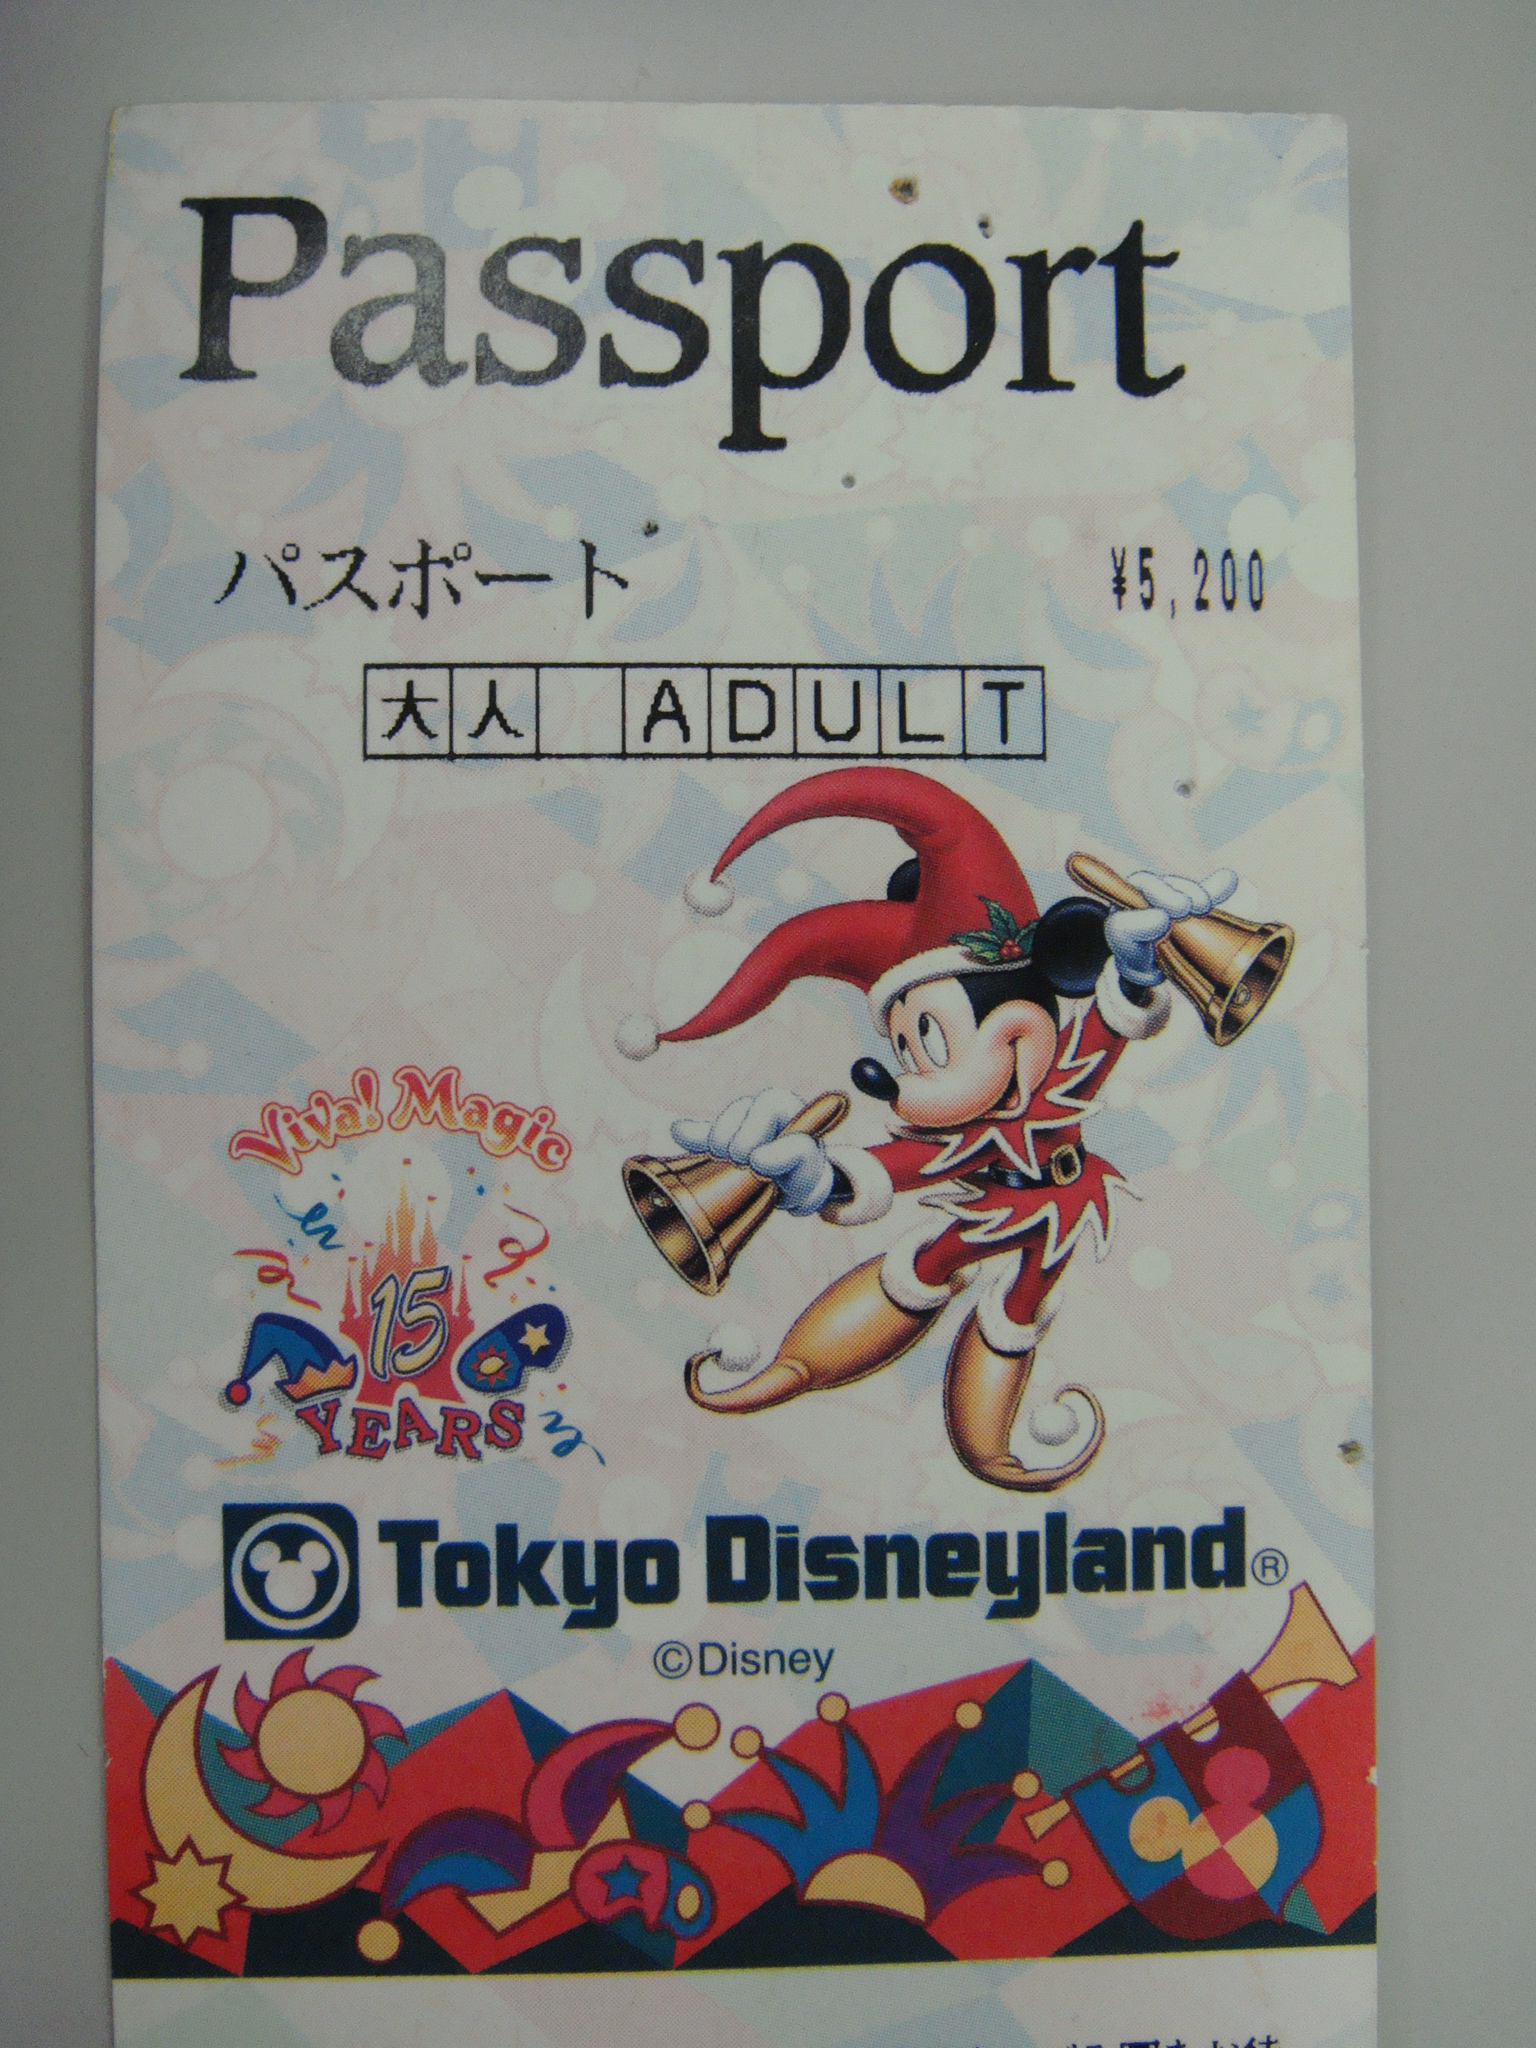 Passport
パスポート ¥5,200
大人 ADULT
Viva! Magic
15
YEARS
Tokyo Disneyland®
©Disney